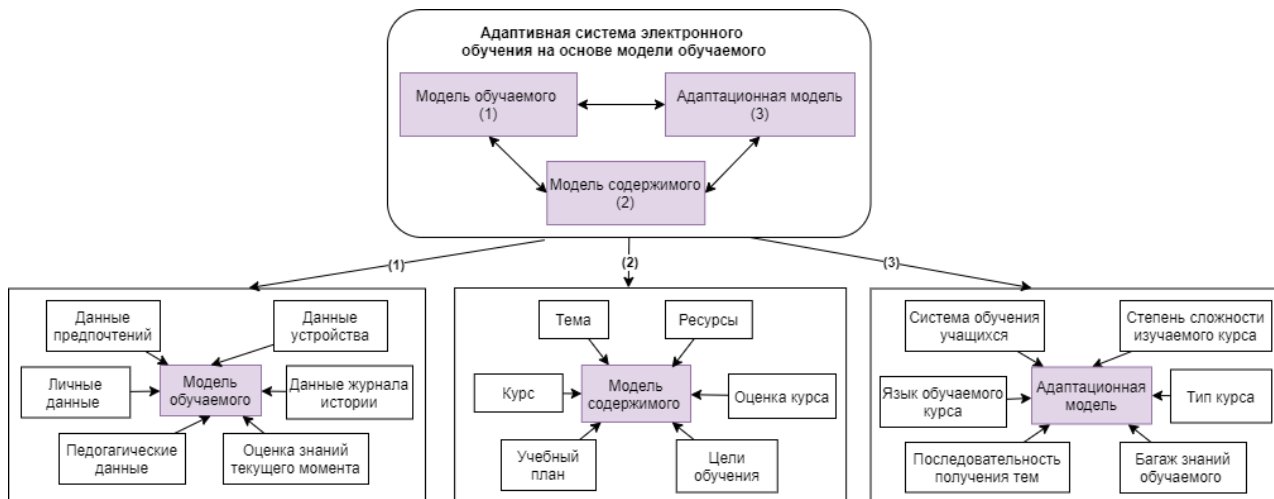 Адаптивная система электронного
обучения на основе модели обучаемого
Модель обучаемого
(1)
Адаптационная модель
(3)
Модель содержимого
(2)
(1)
(2)
(3)
Данные
предпочтений
Данные
устройства
Личные
данные
Модель
обучаемого
Данные журнала
истории
Педогагические
данные
Оценка знаний
текущего момента
Тема
Ресурсы
Курс
Модель
содержимого
Оценка курса
Учебный
план
Цели
обучения
Система обучения
учащихся
Степень сложности
изучаемого курса
Язык обучаемого
курса
Адаптационная
модель
Тип курса
Последовательность
получения тем
Багаж знаний
обучаемого